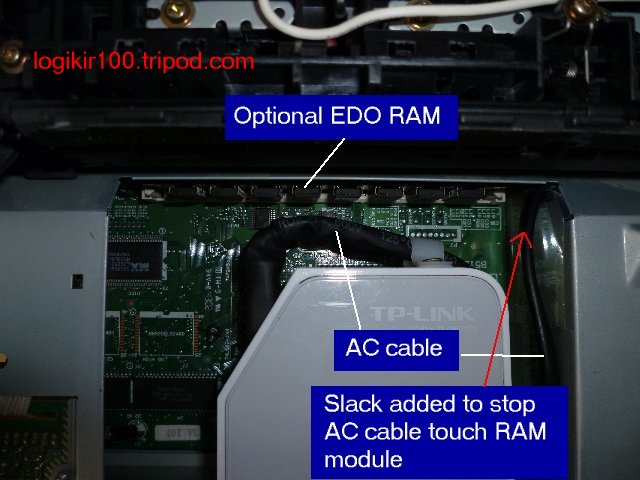 logikir100.tripod.com
Optional EDO RAM
TP-LINK
AC cable
Slack added to stop
AC cable touch RAM
module